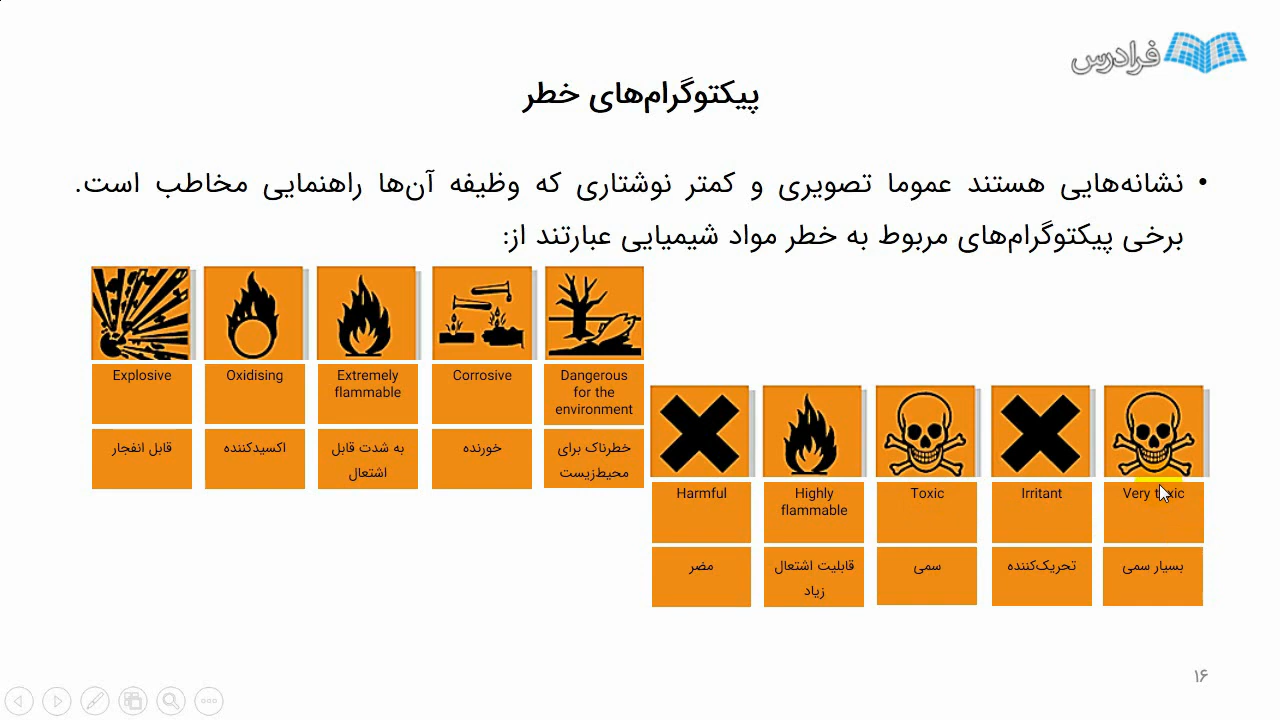 فرادرس
پیکتوگرام‌های خطر
• نشانه‌هایی هستند عموما تصویری و کمتر نوشتاری که وظیفه آن‌ها راهنمایی مخاطب است.
برخی پیکتوگرام‌های مربوط به خطر مواد شیمیایی عبارتند از:
Explosive
قابل انفجار
Oxidising
اکسیدکننده
Extremely
flammable
به شدت قابل
اشتعال
Corrosive
خورنده
Dangerous
for the
environment
خطرناک برای
محیط‌زیست
Harmful
مضر
Highly
flammable
قابلیت اشتعال
زیاد
Toxic
سمی
Irritant
تحریک‌کننده
Very toxic
بسیار سمی
۱۶